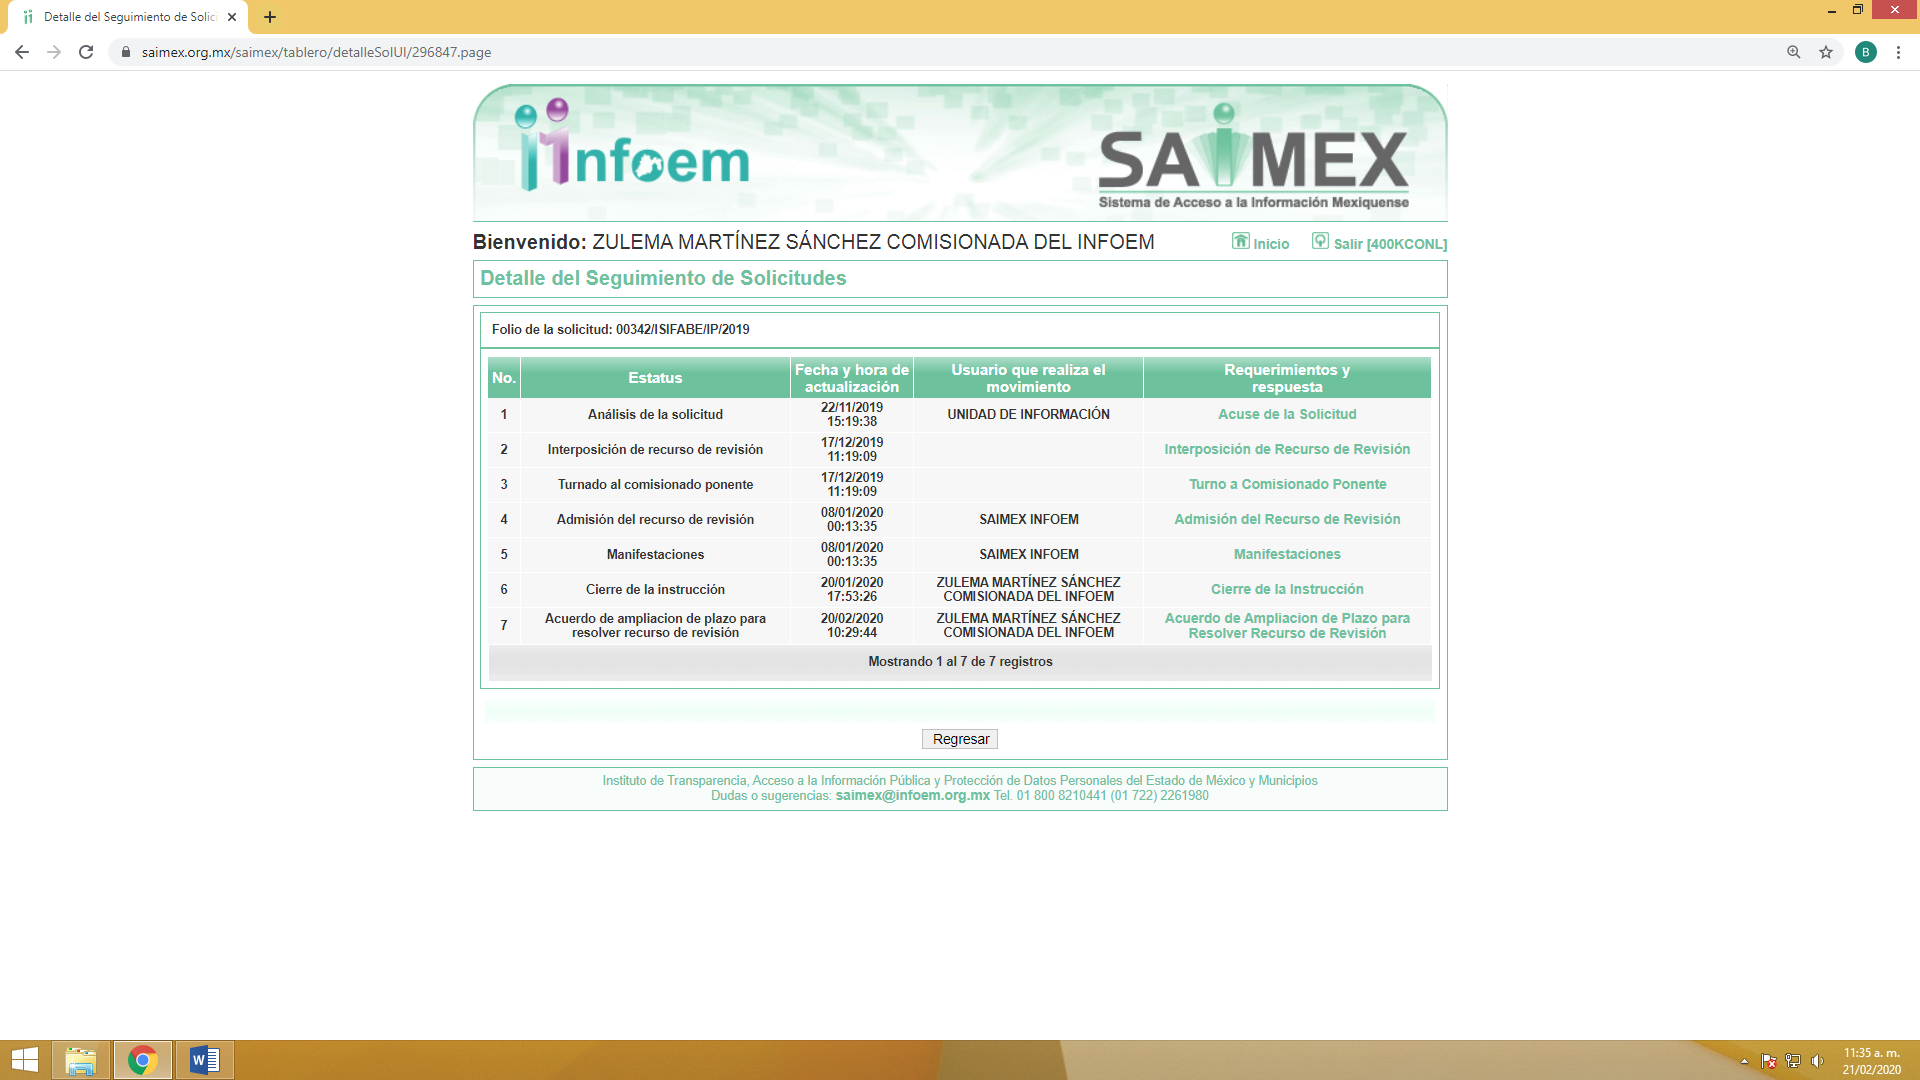 Detalle del Seguimiento de Solici
saimex.org.mx/saimex/tablero/detalleSolUI/296847.page
B
infoem
SAIMEX
Sistema de Acceso a la Información Mexiquense
Bienvenido: ZULEMA MARTÍNEZ SÁNCHEZ COMISIONADA DEL INFOEM
Inicio
Salir [400KCONL]
Detalle del Seguimiento de Solicitudes
Folio de la solicitud: 00342/ISIFABE/IP/2019
No. Estatus Fecha y hora de actualización Usuario que realiza el movimiento Requerimientos y respuesta
1 Análisis de la solicitud 22/11/2019 15:19:38 UNIDAD DE INFORMACIÓN Acuse de la Solicitud
2 Interposición de recurso de revisión 17/12/2019 11:19:09 Interposición de Recurso de Revisión
3 Turnado al comisionado ponente 17/12/2019 11:19:09 Turno a Comisionado Ponente
4 Admisión del recurso de revisión 08/01/2020 00:13:35 SAIMEX INFOEM Admisión del Recurso de Revisión
5 Manifestaciones 08/01/2020 00:13:35 SAIMEX INFOEM Manifestaciones
6 Cierre de la instrucción 20/01/2020 17:53:26 ZULEMA MARTÍNEZ SÁNCHEZ COMISIONADA DEL INFOEM Cierre de la Instrucción
7 Acuerdo de ampliacion de plazo para resolver recurso de revisión 20/02/2020 10:29:44 ZULEMA MARTÍNEZ SÁNCHEZ COMISIONADA DEL INFOEM Acuerdo de Ampliacion de Plazo para Resolver Recurso de Revisión
Mostrando 1 al 7 de 7 registros
Regresar
Instituto de Transparencia, Acceso a la Información Pública y Protección de Datos Personales del Estado de México y Municipios
Dudas o sugerencias: saimex@infoem.org.mx Tel. 01 800 8210441 (01 722) 2261980
11:35 a. m.
21/02/2020